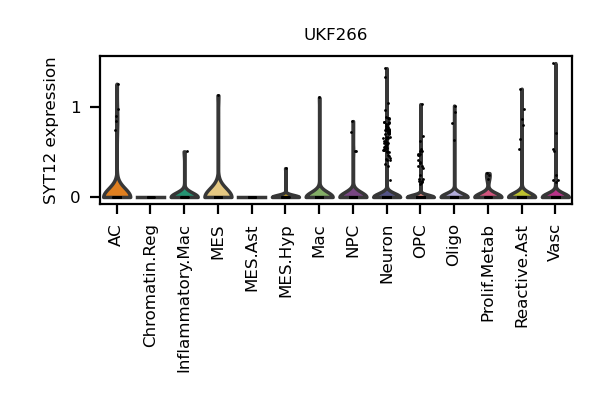 UKF266
SYT12 expression
1
0
AC
Chromatin.Reg
Inflammatory.Mac
MES
MES.Ast
MES.Hyp
Mac
NPC
Neuron
OPC
Oligo
Prolif.Metab
Reactive.Ast
Vasc